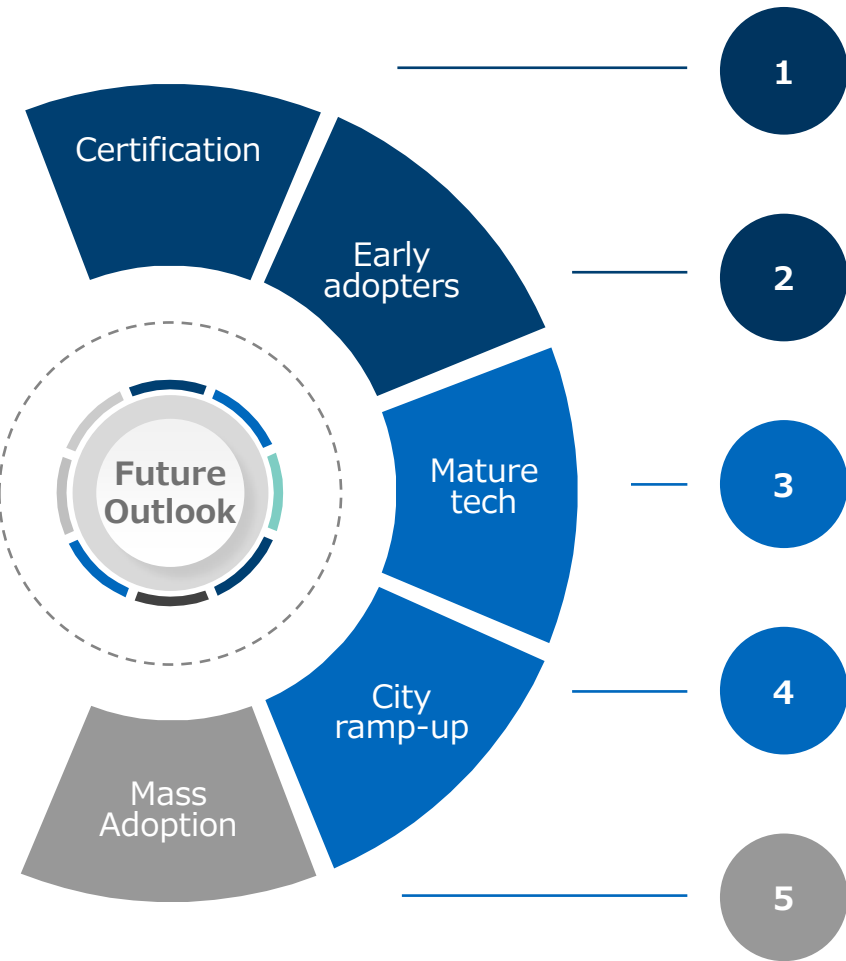 Certification
1
Early
adopters
2
Future
Outlook
Mature
tech
3
City
ramp-up
4
Mass
Adoption
5